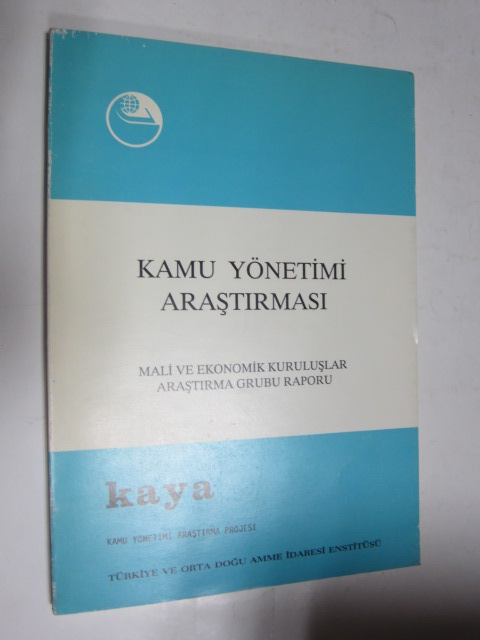 KAMU YÖNETİMİ
ARAŞTIRMASI
MALİ VE EKONOMİK KURULUŞLAR
ARAŞTIRMA GRUBU RAPORU
kaya
KAMU YÖNETİMİ ARAŞTIRMA PROJESİ
TÜRKİYE VE ORTA DOĞU AMME İDARESİ ENSTİTÜSÜ